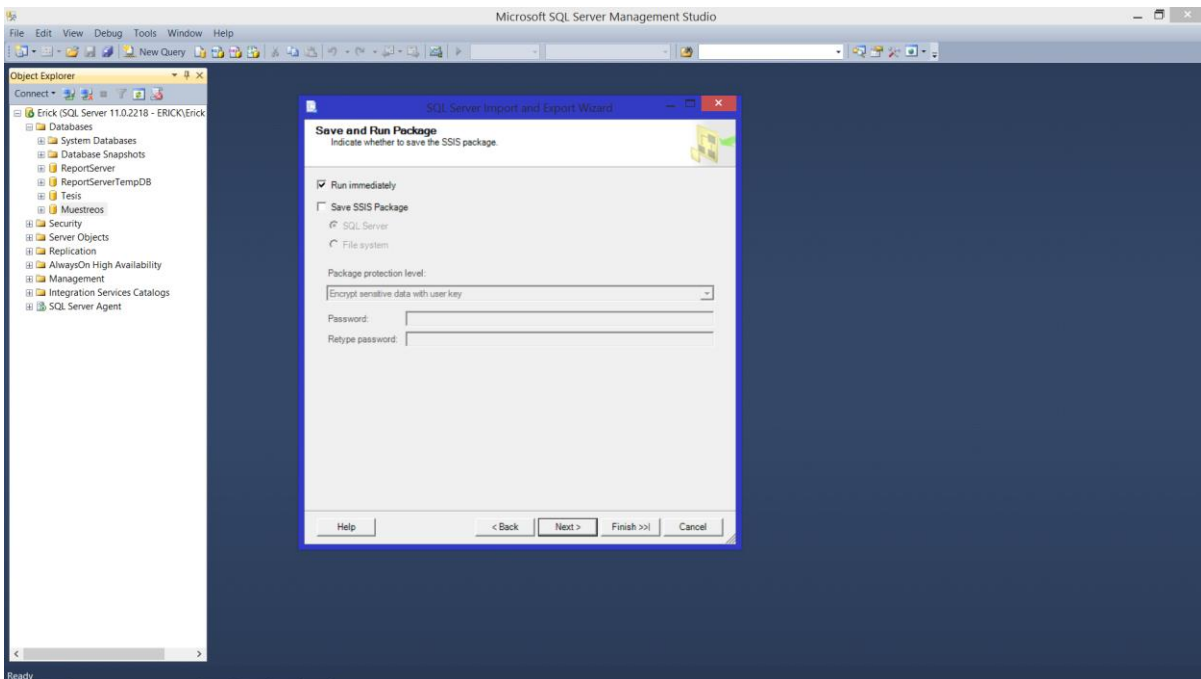 Microsoft SQL Server Management Studio
File Edit View Debug Tools Window Help
New Query
Object Explorer
Connect
Erick (SQL Server 11.0.2218 - ERICK\Erick
Databases
System Databases
Database Snapshots
ReportServer
ReportServerTempDB
Tesis
Muestreos
Security
Server Objects
Replication
AlwaysOn High Availability
Management
Integration Services Catalogs
SQL Server Agent
SQL Server Import and Export Wizard
Save and Run Package
Indicate whether to save the SSIS package.
Run immediately
Save SSIS Package
SQL Server
File system
Package protection level:
Encrypt sensitive data with user key
Password:
Retype password:
Help < Back Next > Finish >>| Cancel
Ready